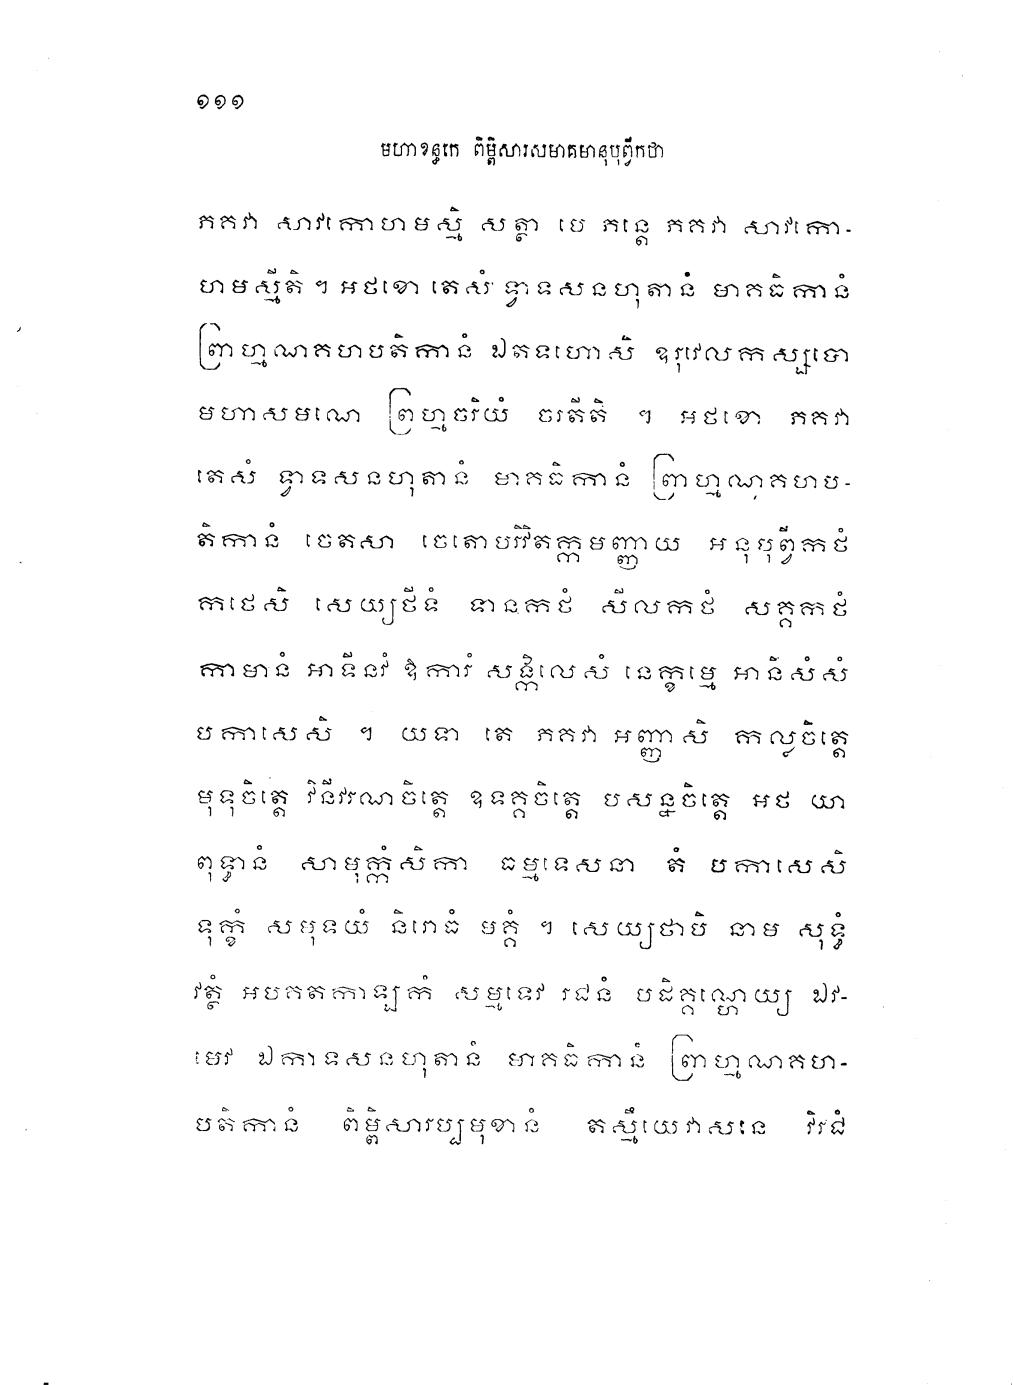 ១១១
មហាខន្ធកេ ពិម្ពិសារសមាគមានុបុព្វីកថា
ភគវា សាវកោហមស្មិ សត្ថា មេ ភន្តេ ភគវា សាវកោ-
ហមស្មីតិ ។ អថខោ តេសំ ទ្វាទសនហុតានំ មាគធិកានំ
ព្រាហ្មណគហបតិកានំ ឯតទហោសិ ឧរុវេលកស្សបោ
មហាសមណេ ព្រហ្មចរិយំ ចរតីតិ ។ អថខោ ភគវា
តេសំ ទ្វាទសនហុតានំ មាគធិកានំ ព្រាហ្មណគហប-
តិកានំ ចេតសា ចេតោបរិវិតក្កមញ្ញាយ អនុបុព្វីកថំ
កថេសិ សេយ្យថីទំ ទានកថំ សីលកថំ សគ្គកថំ
កាមានំ អាទីនវំ ឱការំ សង្កិលេសំ នេក្ខម្មេ អានិសំសំ
បកាសេសិ ។ យទា តេ ភគវា អញ្ញាសិ កល្លចិត្តេ
មុទុចិត្តេ វិនីវរណចិត្តេ ឧទគ្គចិត្តេ បសន្នចិត្តេ អថ យា
ពុទ្ធានំ សាមុក្កំសិកា ធម្មទេសនា តំ បកាសេសិ
ទុក្ខំ សមុទយំ និរោធំ មគ្គំ ។ សេយ្យថាបិ នាម សុទ្ធំ
វត្ថំ អបគតកាឡកំ សម្មទេវ រជនំ បដិគ្គណ្ហេយ្យ ឯវ-
មេវ ឯកាទសនហុតានំ មាគធិកានំ ព្រាហ្មណគហ-
បតិកានំ ពិម្ពិសារប្បមុខានំ តស្មឹយេវាសនេ វិរជំ